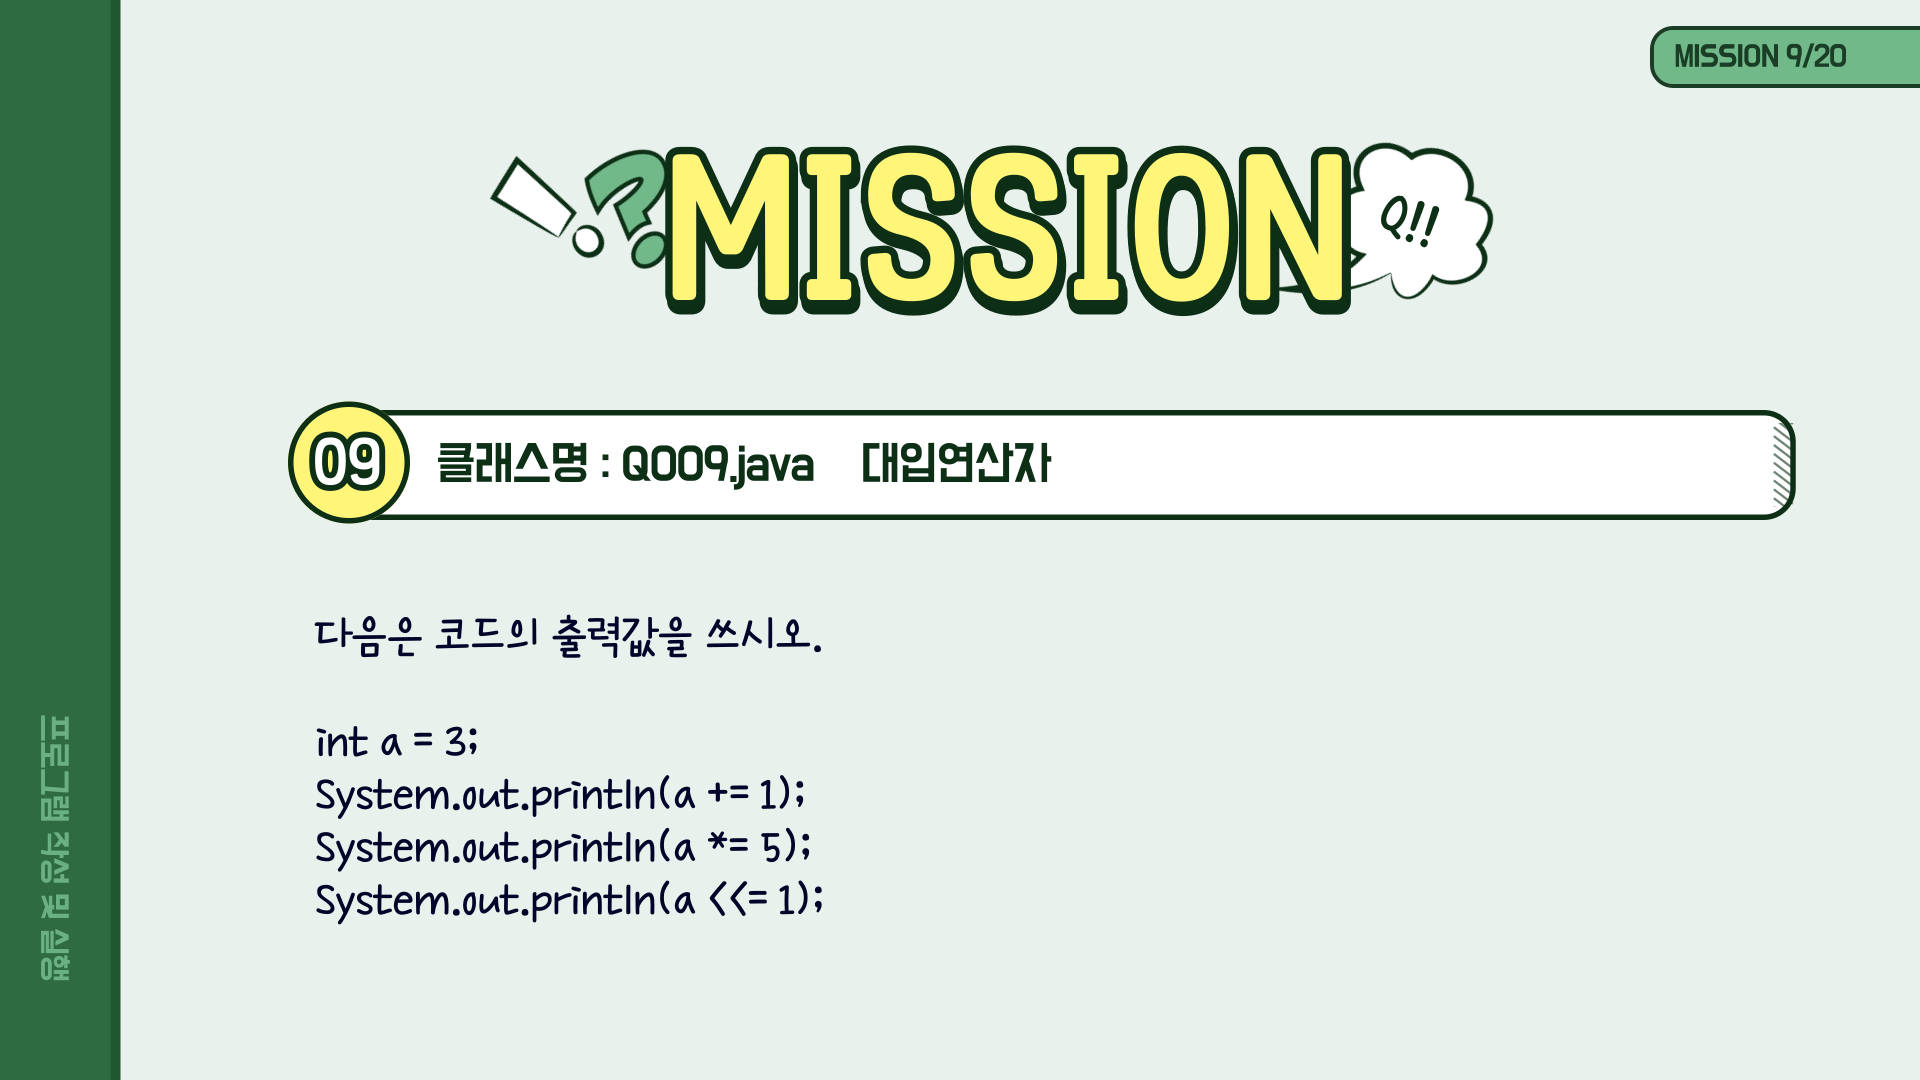 MISSION 9/20
!?MISSION
Q!!
09 클래스명 : Q009.java 대입연산자
다음은 코드의 출력값을 쓰시오.
int a = 3;
System.out.println(a += 1);
System.out.println(a *= 5);
System.out.println(a <<= 1);
프로그램 작성 및 실행